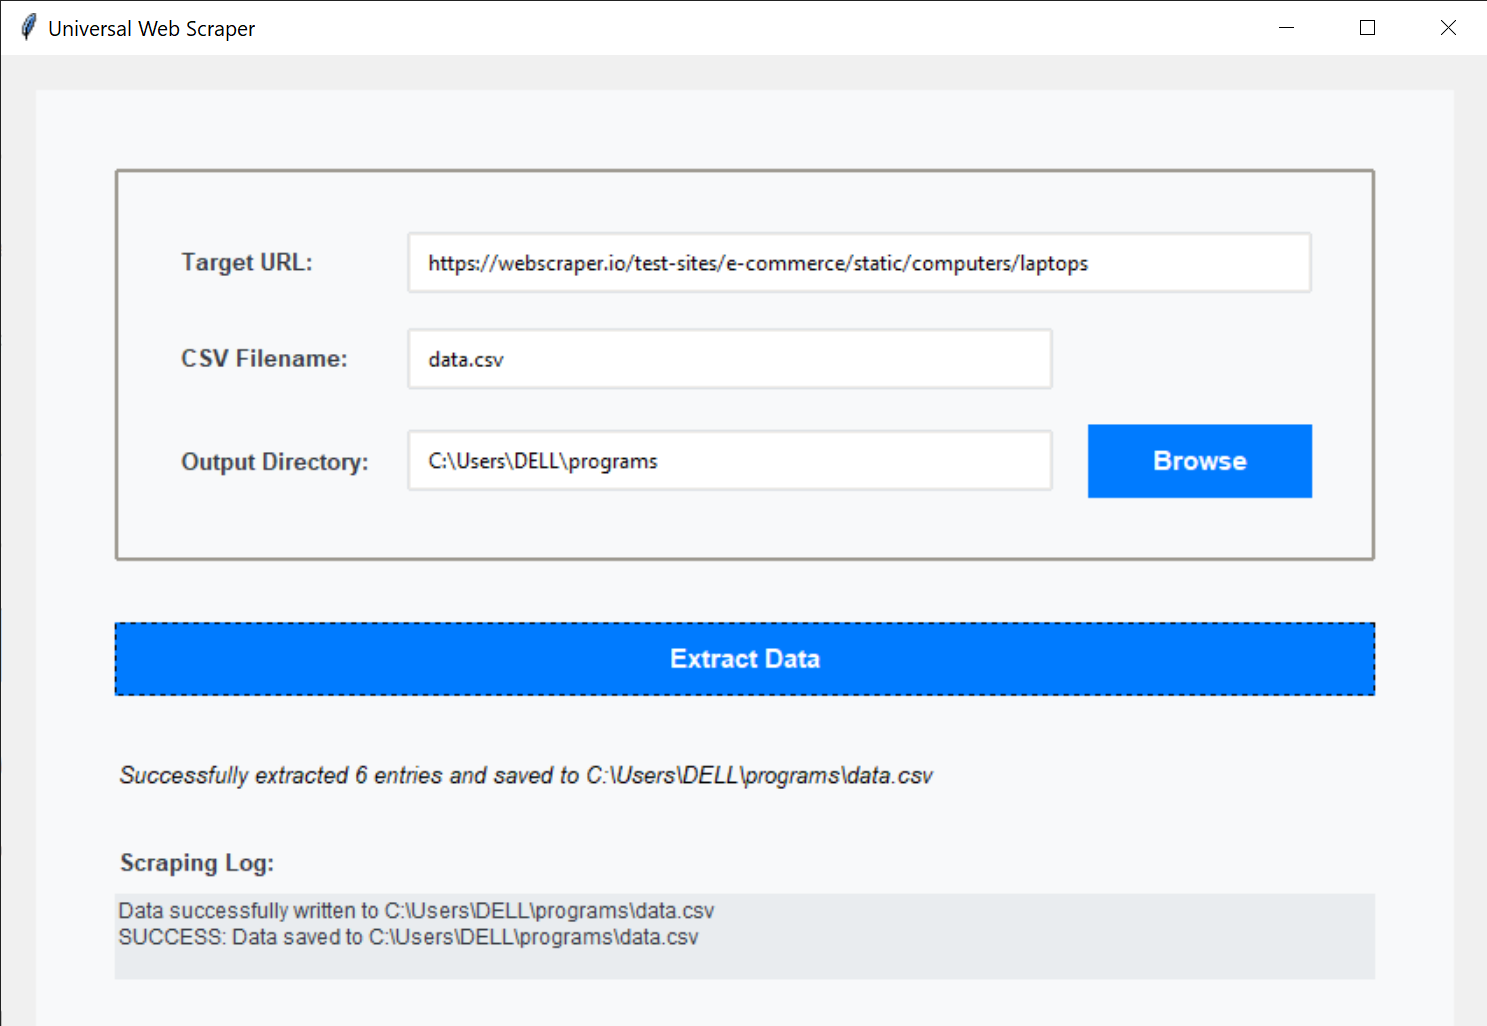 Universal Web Scraper
Target URL: https://webscraper.io/test-sites/e-commerce/static/computers/laptops
CSV Filename: data.csv
Output Directory: C:\Users\DELL\programs Browse
Extract Data
Successfully extracted 6 entries and saved to C:\Users\DELL\programs\data.csv
Scraping Log:
Data successfully written to C:\Users\DELL\programs\data.csv
SUCCESS: Data saved to C:\Users\DELL\programs\data.csv